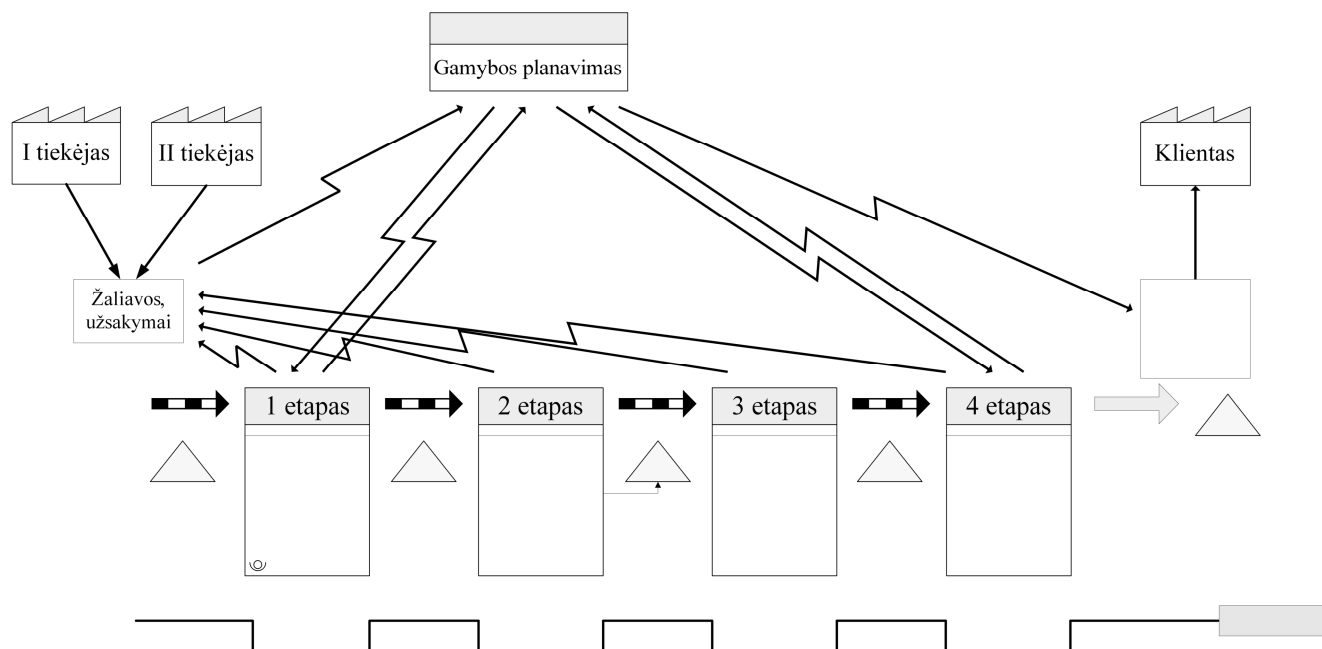 Gamybos planavimas
I tiekėjas
II tiekėjas
Klientas
Žaliavos,
užsakymai
1 etapas
2 etapas
3 etapas
4 etapas